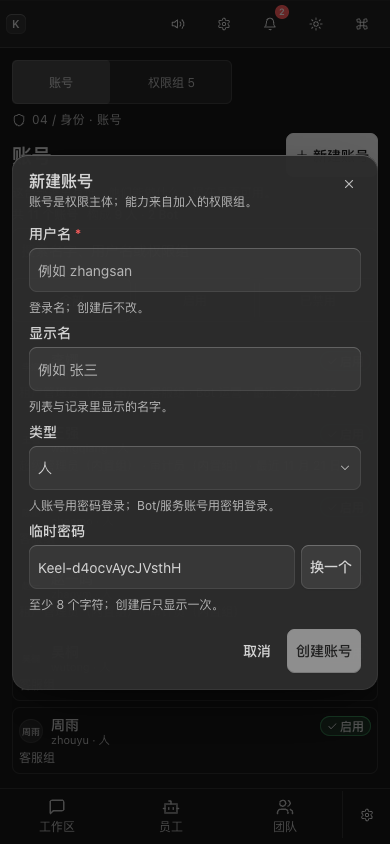 K
2
账号
权限组 5
04 / 身份 · 账号
账号
+ 新建账号
新建账号
账号是权限主体；能力来自加入的权限组。
用户名 *
例如 zhangsan
登录名；创建后不改。
显示名
例如 张三
列表与记录里显示的名字。
类型
人
人账号用密码登录；Bot/服务账号用密钥登录。
临时密码
Keel-d4ocvAycJVsthH
换一个
至少 8 个字符；创建后只显示一次。
取消
创建账号
周雨
周雨
启用
zhouyu · 人
客服组
工作区
员工
团队